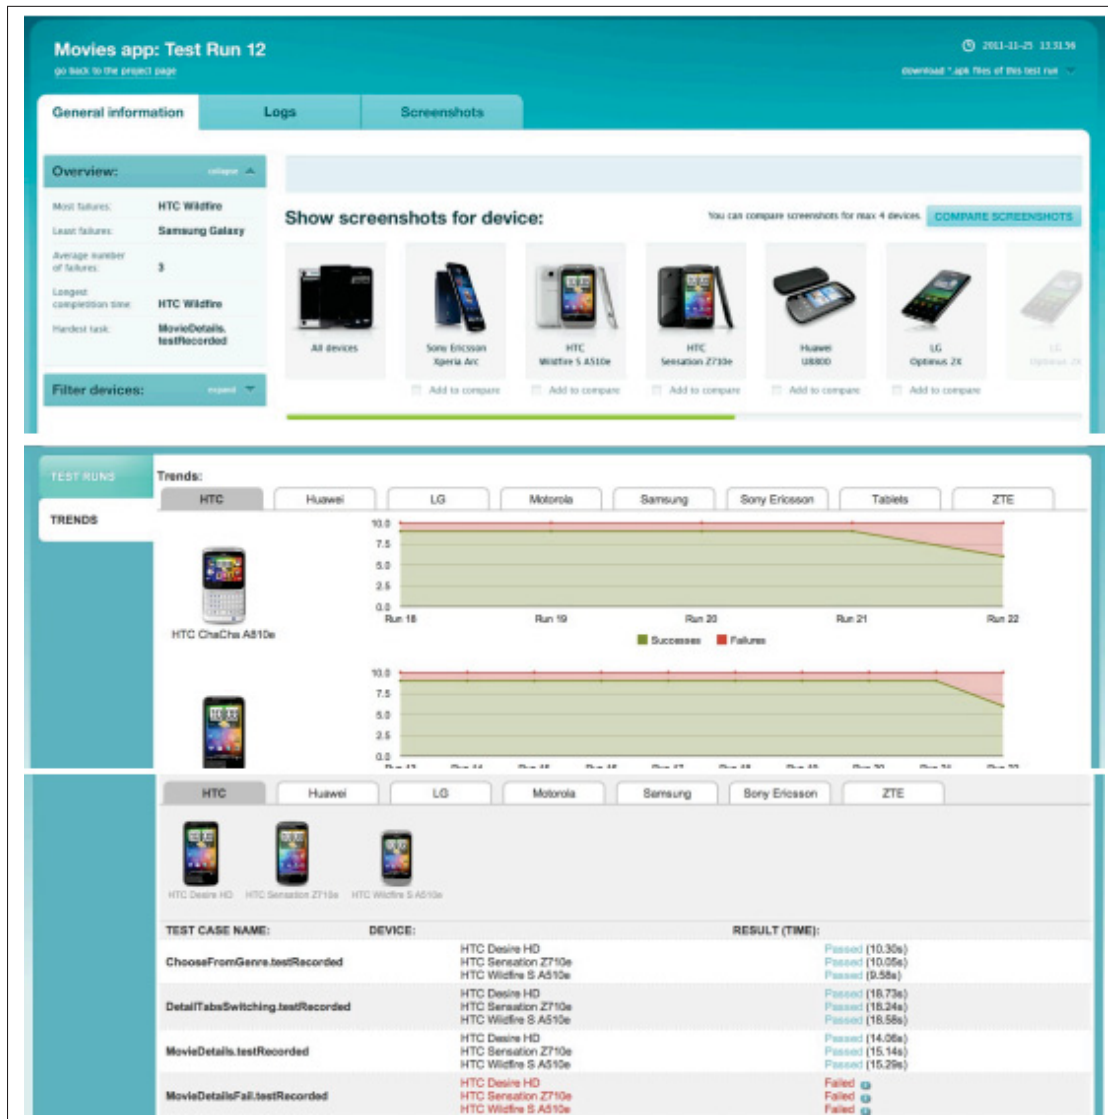 Movies app: Test Run 12
2011-11-25 13:31:56
go back to the project page
download *.apk files of this test run
General information
Logs
Screenshots
Overview:
collapse
Most failures:
HTC Wildfire
Least failures:
Samsung Galaxy
Average number
of failures:
3
Longest
completition time:
HTC Wildfire
Hardest task:
MovieDetails.
testRecorded
Filter devices:
expand
Show screenshots for device:
You can compare screenshots for max 4 devices.
COMPARE SCREENSHOTS
All devices
Sony Ericsson
Xperia Arc
HTC
Wildfire S A510e
HTC
Sensation Z710e
Huawei
U8800
LG
Optimus 2X
LG
Optimus 2X
Add to compare
Add to compare
Add to compare
Add to compare
Add to compare
TEST RUNS
TRENDS
Trends:
HTC
Huawei
LG
Motorola
Samsung
Sony Ericsson
Tablets
ZTE
10.0
7.5
5.0
2.5
0.0
Run 18
Run 19
Run 20
Run 21
Run 22
Successes
Failures
HTC ChaCha A810e
10.0
7.5
5.0
2.5
0.0
HTC
Huawei
LG
Motorola
Samsung
Sony Ericsson
ZTE
HTC Desire HD
HTC Sensation Z710e
HTC Wildfire S A510e
TEST CASE NAME: DEVICE: RESULT (TIME):
ChooseFromGenre.testRecorded
HTC Desire HD Passed (10.30s)
HTC Sensation Z710e Passed (10.05s)
HTC Wildfire S A510e Passed (9.58s)
DetailTabsSwitching.testRecorded
HTC Desire HD Passed (18.73s)
HTC Sensation Z710e Passed (18.24s)
HTC Wildfire S A510e Passed (18.58s)
MovieDetails.testRecorded
HTC Desire HD Passed (14.06s)
HTC Sensation Z710e Passed (15.14s)
HTC Wildfire S A510e Passed (15.29s)
MovieDetailsFail.testRecorded
HTC Desire HD Failed
HTC Sensation Z710e Failed
HTC Wildfire S A510e Failed